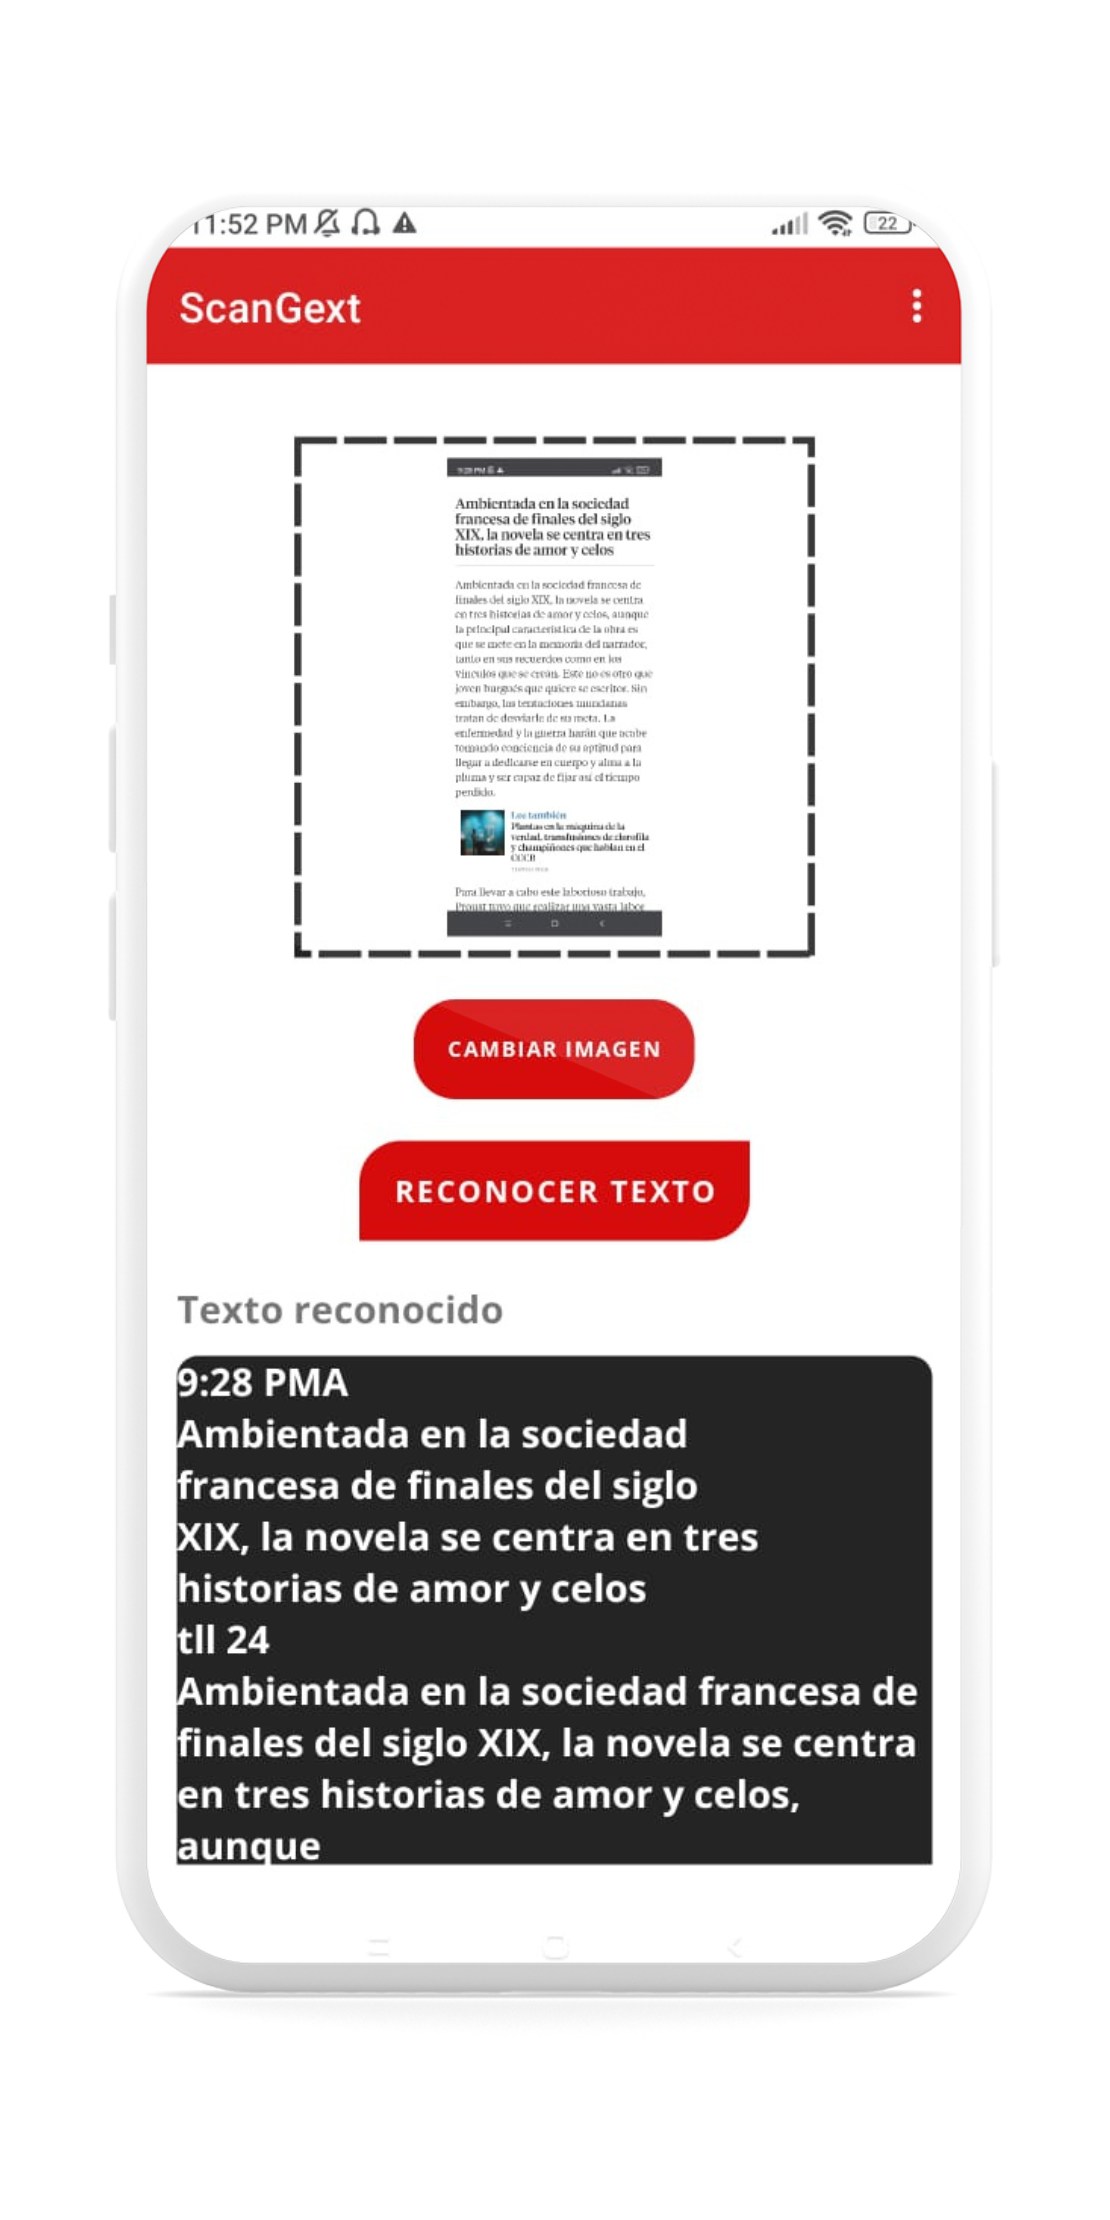 11:52 PM
22
ScanGext
9:28 PM
Ambientada en la sociedad
francesa de finales del siglo
XIX, la novela se centra en tres
historias de amor y celos
Ambientada en la sociedad francesa de
finales del siglo XIX, la novela se centra
en tres historias de amor y celos, aunque
la principal característica de la obra es
que se mete en la memoria del narrador,
tanto en sus recuerdos como en los
vínculos que se crean. Este no es otro que
joven burgués que quiere se escritor. Sin
embargo, las tentaciones mundanas
tratan de desviarle de su meta. La
enfermedad y la guerra harán que acabe
tomando conciencia de su aptitud para
llegar a dedicarse en cuerpo y alma a la
pluma y ser capaz de fijar así el tiempo
perdido.
Lee también
Plantas en la máquina de la
verdad, transfusiones de clorofila
y champiñones que hablan en el
CCCB
Para llevar a cabo este laborioso trabajo,
Proust tuvo que realizar una vasta labor
CAMBIAR IMAGEN
RECONOCER TEXTO
Texto reconocido
9:28 PMA
Ambientada en la sociedad
francesa de finales del siglo
XIX, la novela se centra en tres
historias de amor y celos
tll 24
Ambientada en la sociedad francesa de
finales del siglo XIX, la novela se centra
en tres historias de amor y celos,
aunque